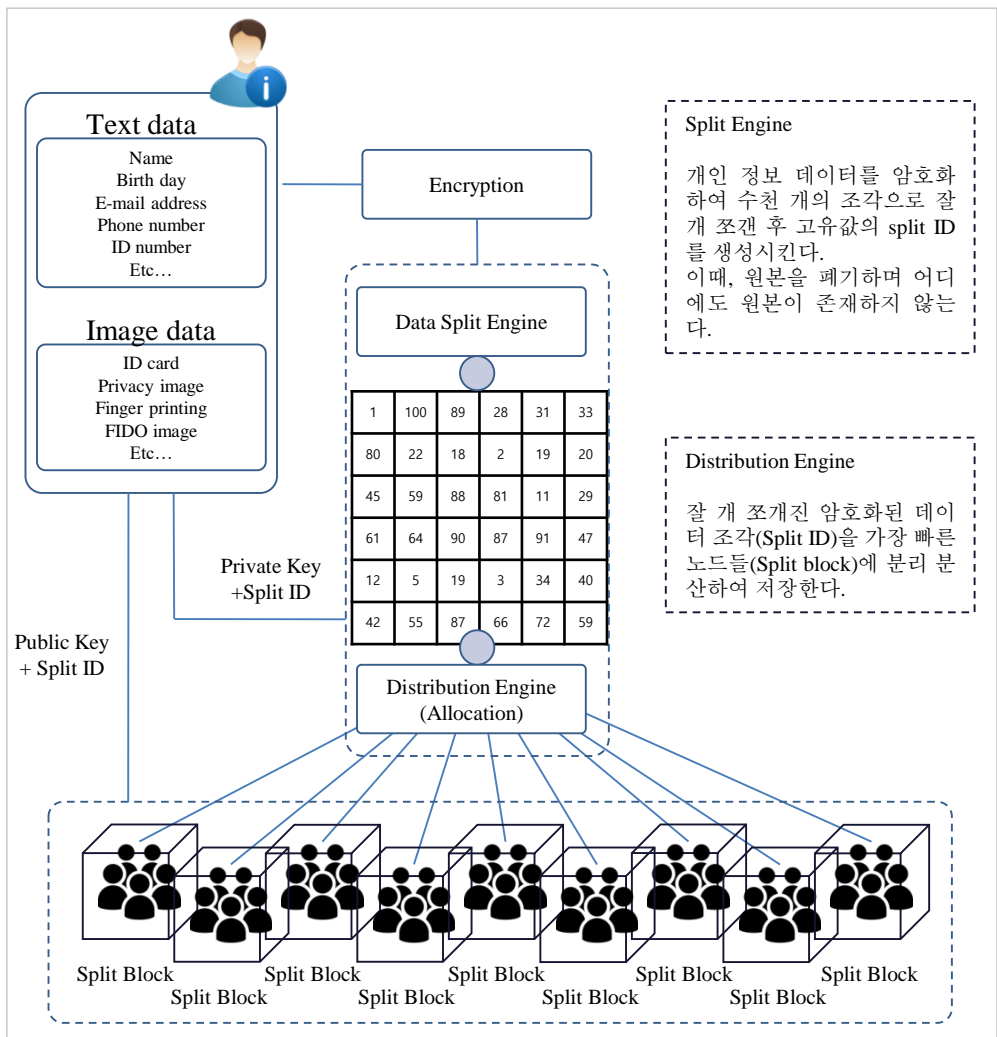 Text data
Name
Birth day
E-mail address
Phone number
ID number
Etc…
Image data
ID card
Privacy image
Finger printing
FIDO image
Etc…
Encryption
Data Split Engine
1 100 89 28 31 33
80 22 18 2 19 20
45 59 88 81 11 29
61 64 90 87 91 47
12 5 19 3 34 40
42 55 87 66 72 59
Private Key
+Split ID
Public Key
+ Split ID
Distribution Engine
(Allocation)
Split Engine
개인 정보 데이터를 암호화
하여 수천 개의 조각으로 잘
개 쪼갠 후 고유값의 split ID
를 생성시킨다.
이때, 원본을 폐기하며 어디
에도 원본이 존재하지 않는
다.
Distribution Engine
잘 개 쪼개진 암호화된 데이
터 조각(Split ID)을 가장 빠른
노드들(Split block)에 분리 분
산하여 저장한다.
Split Block
Split Block
Split Block
Split Block
Split Block
Split Block
Split Block
Split Block
Split Block